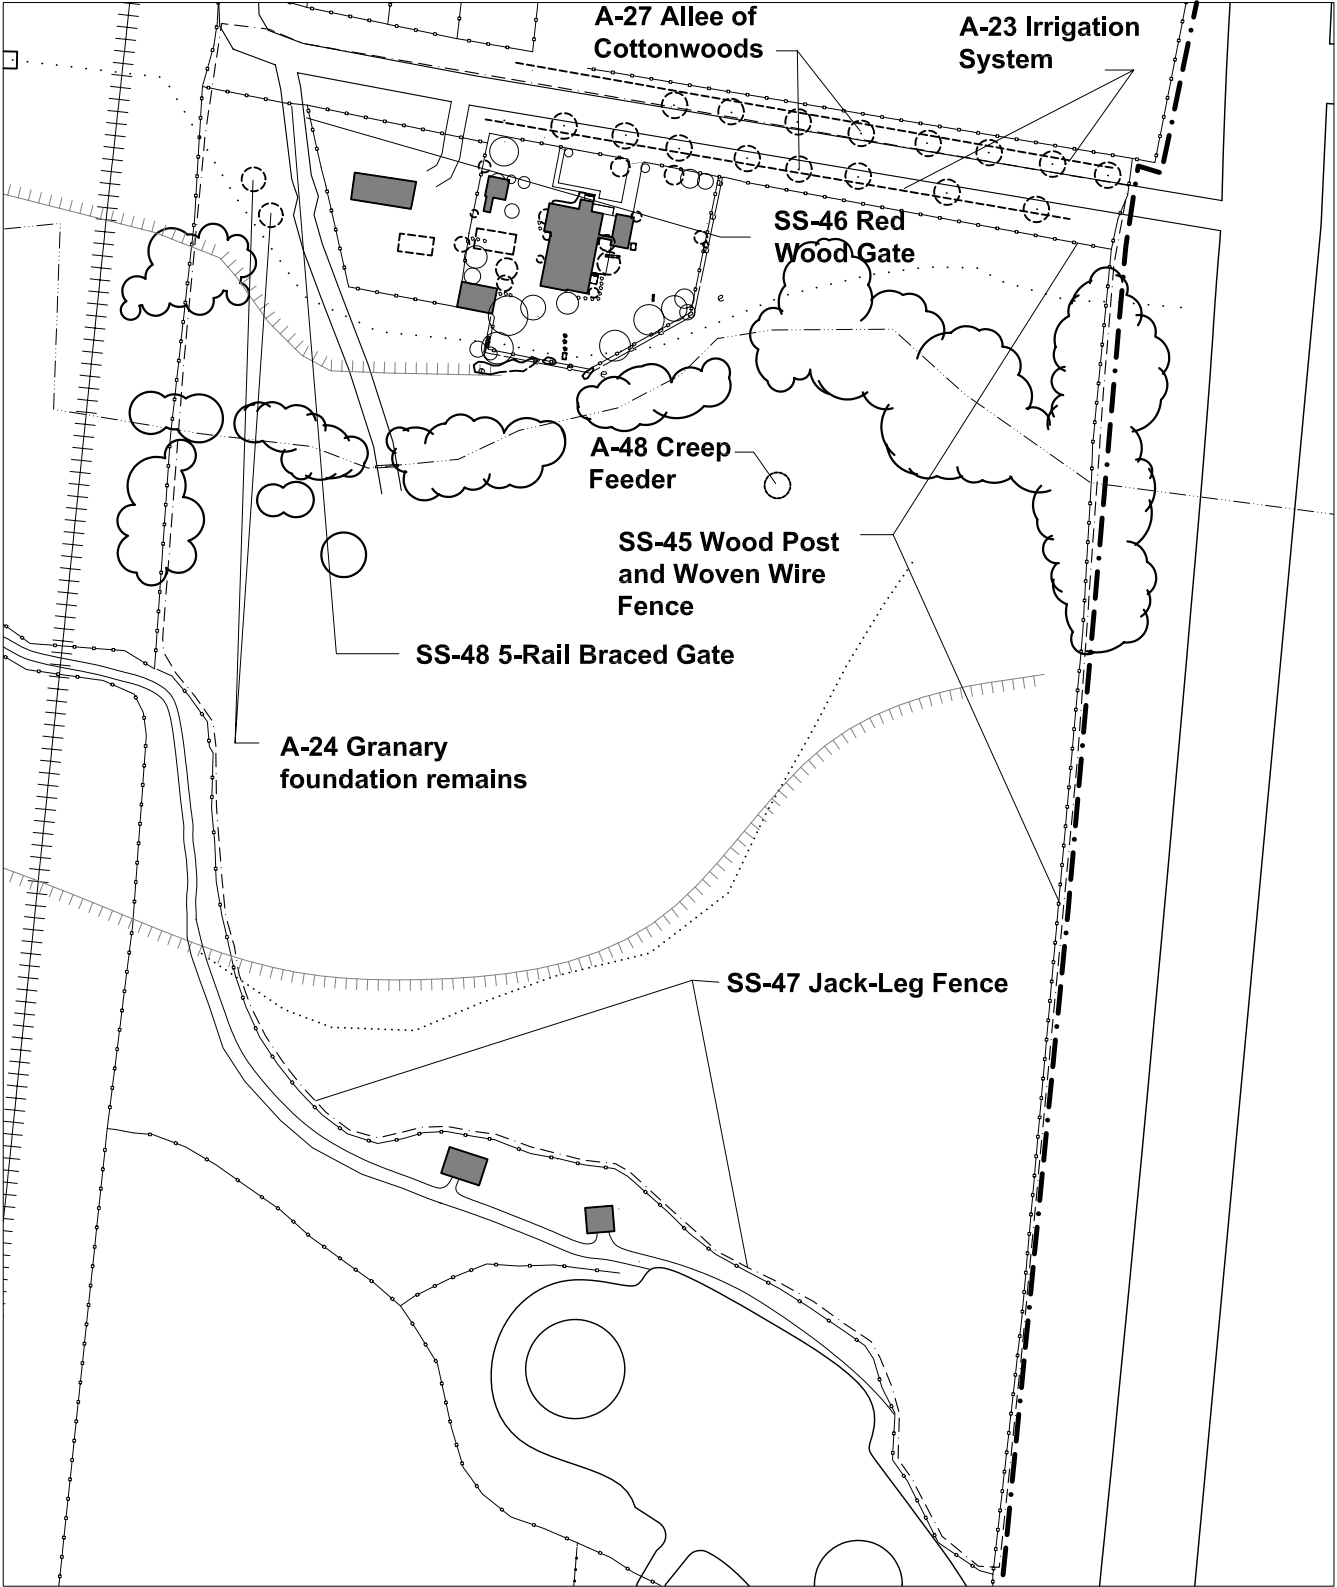 A-27 Allee of
Cottonwoods
A-23 Irrigation
System
SS-46 Red
Wood Gate
A-48 Creep
Feeder
SS-45 Wood Post
and Woven Wire
Fence
SS-48 5-Rail Braced Gate
A-24 Granary
foundation remains
SS-47 Jack-Leg Fence